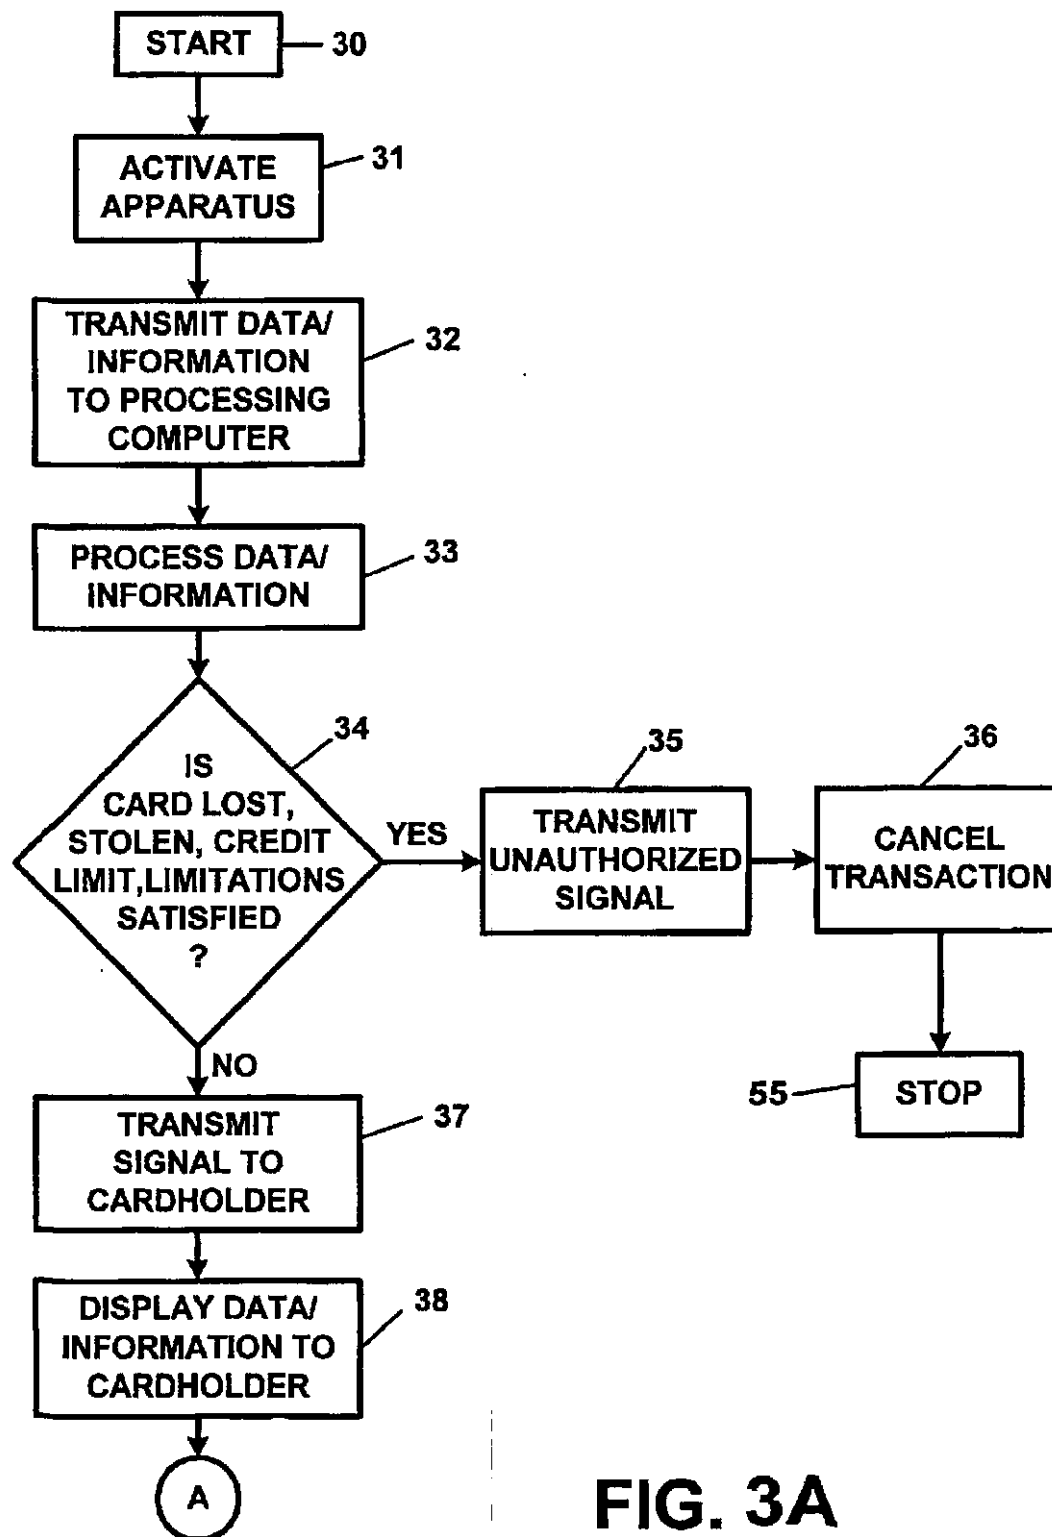 START
30
ACTIVATE
APPARATUS
31
TRANSMIT DATA/
INFORMATION
TO PROCESSING
COMPUTER
32
PROCESS DATA/
INFORMATION
33
IS
CARD LOST,
STOLEN, CREDIT
LIMIT,LIMITATIONS
SATISFIED
?
34
YES
TRANSMIT
UNAUTHORIZED
SIGNAL
35
CANCEL
TRANSACTION
36
STOP
55
NO
TRANSMIT
SIGNAL TO
CARDHOLDER
37
DISPLAY DATA/
INFORMATION TO
CARDHOLDER
38
A
FIG. 3A